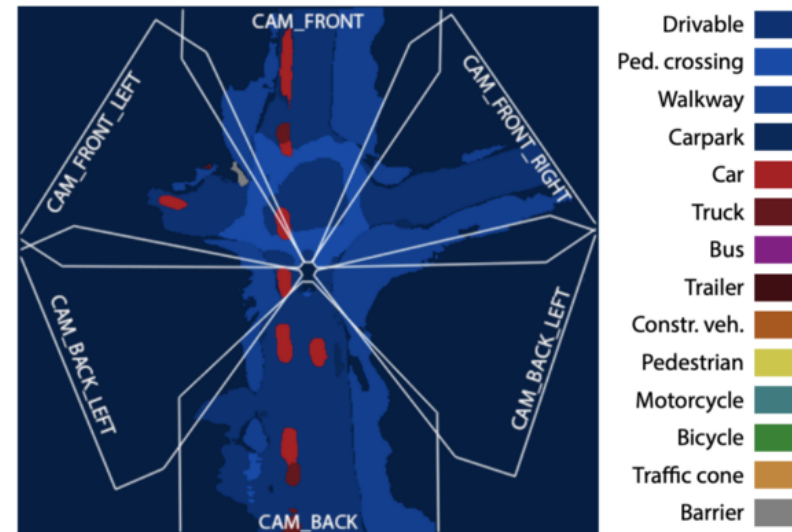 CAM_FRONT
CAM_FRONT_LEFT
CAM_FRONT_RIGHT
CAM_BACK_LEFT
CAM_BACK_LEFT
CAM_BACK
Drivable
Ped. crossing
Walkway
Carpark
Car
Truck
Bus
Trailer
Constr. veh.
Pedestrian
Motorcycle
Bicycle
Traffic cone
Barrier